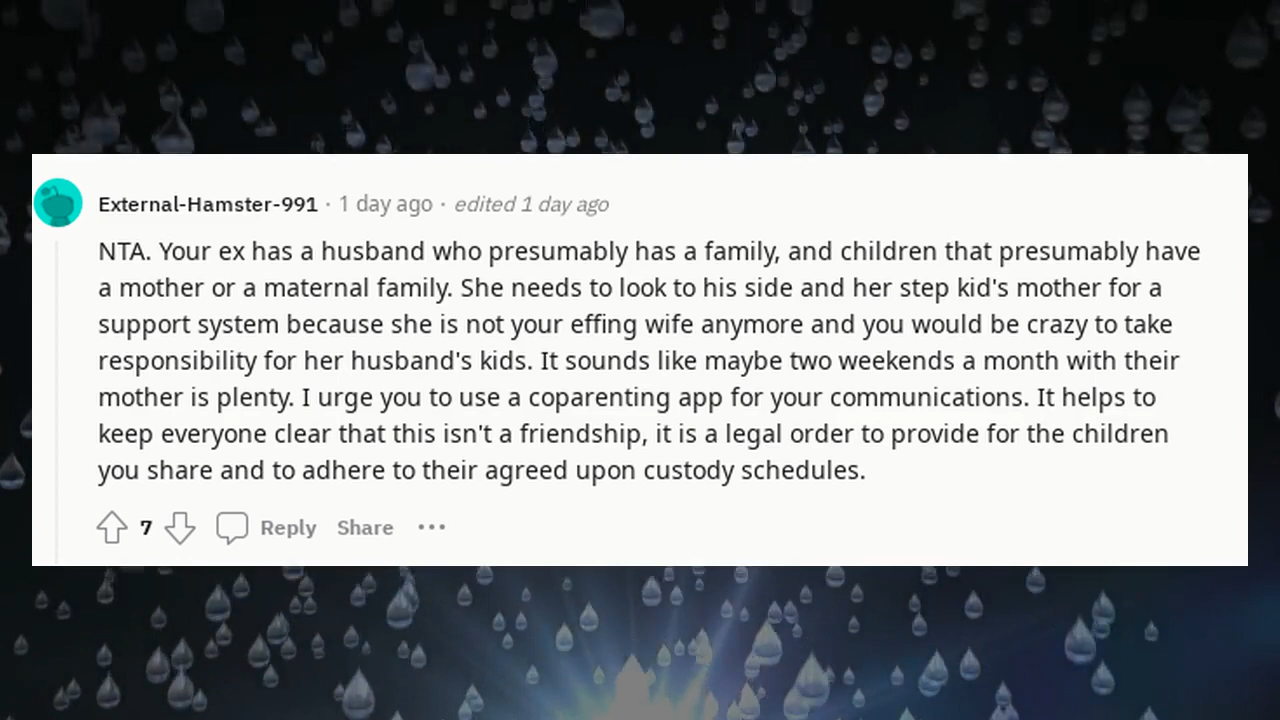 External-Hamster-991 · 1 day ago · edited 1 day ago
NTA. Your ex has a husband who presumably has a family, and children that presumably have
a mother or a maternal family. She needs to look to his side and her step kid's mother for a
support system because she is not your effing wife anymore and you would be crazy to take
responsibility for her husband's kids. It sounds like maybe two weekends a month with their
mother is plenty. I urge you to use a coparenting app for your communications. It helps to
keep everyone clear that this isn't a friendship, it is a legal order to provide for the children
you share and to adhere to their agreed upon custody schedules.
7 Reply Share